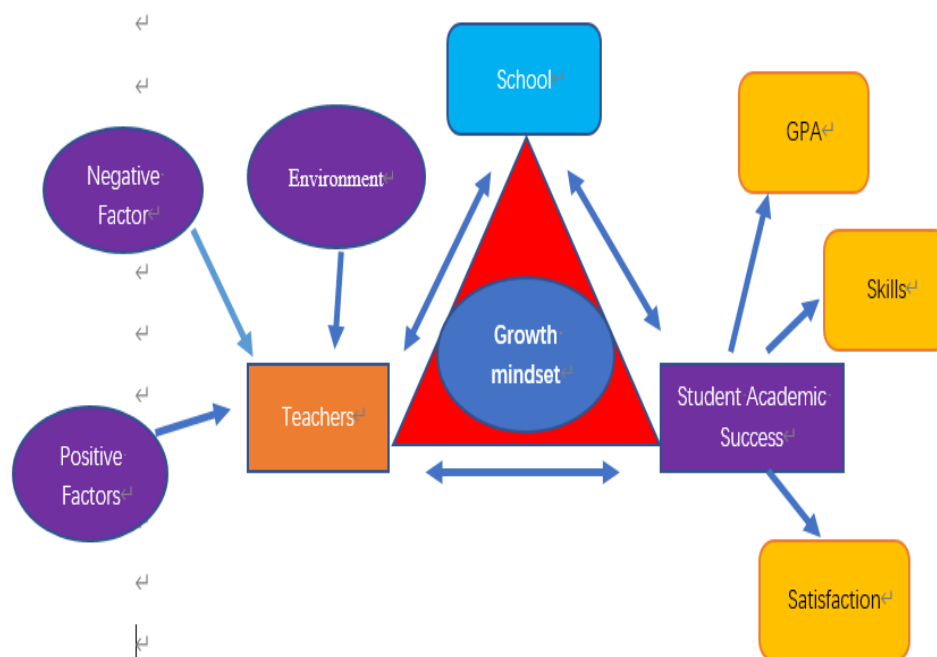 School
GPA
Negative
Factor
Environment
Skills
Growth
mindset
Teachers
Student Academic
Success
Positive
Factors
Satisfaction